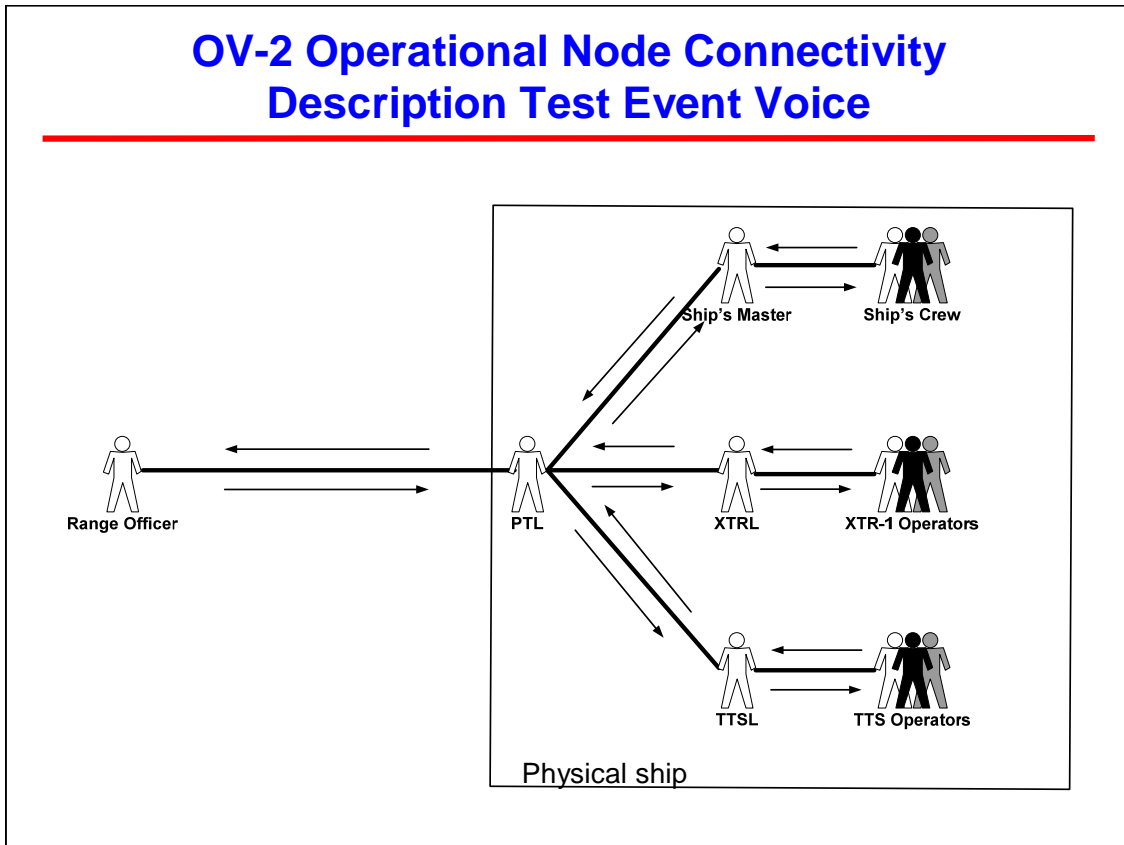 OV-2 Operational Node Connectivity
Description Test Event Voice
Ship's Master
Ship's Crew
Range Officer
PTL
XTRL
XTR-1 Operators
TTSL
TTS Operators
Physical ship